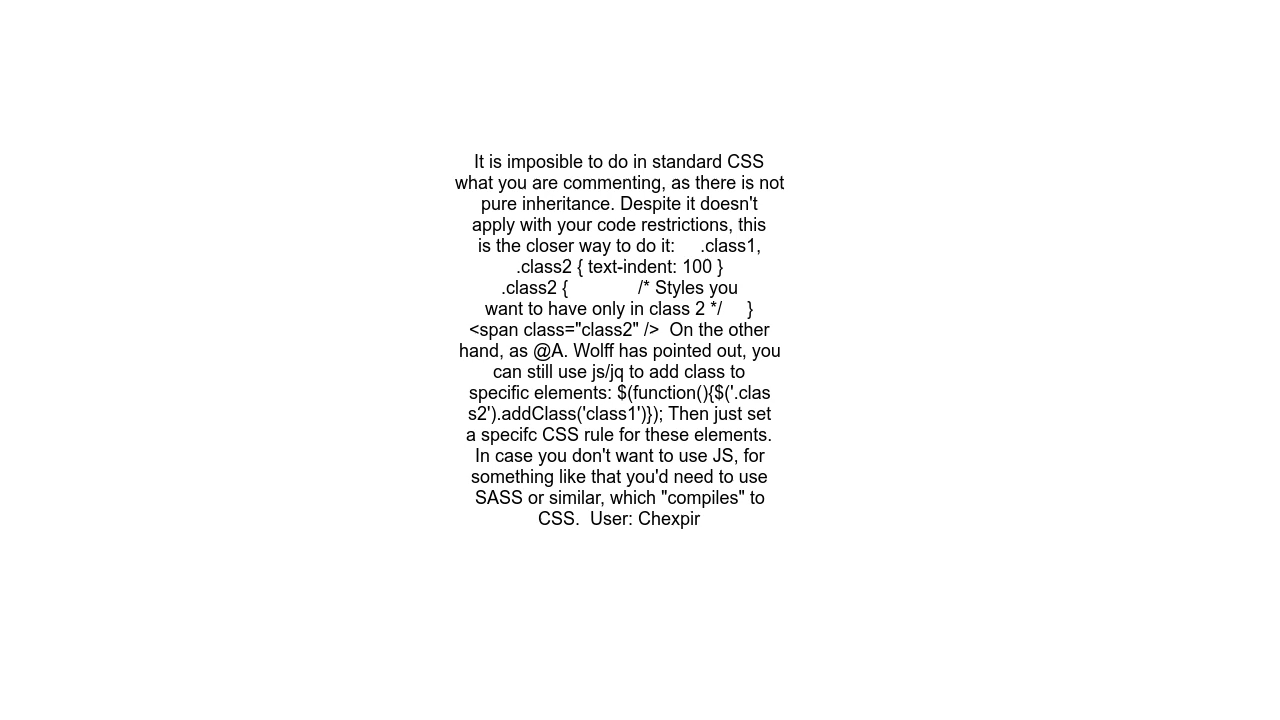 It is imposible to do in standard CSS
what you are commenting, as there is not
pure inheritance. Despite it doesn't
apply with your code restrictions, this
is the closer way to do it:     .class1,
.class2 { text-indent: 100 }
.class2 {              /* Styles you
want to have only in class 2 */     }
<span class="class2" />  On the other
hand, as @A. Wolff has pointed out, you
can still use js/jq to add class to
specific elements: $(function(){$('.clas
s2').addClass('class1')}); Then just set
a specifc CSS rule for these elements.
In case you don't want to use JS, for
something like that you'd need to use
SASS or similar, which "compiles" to
CSS.  User: Chexpir